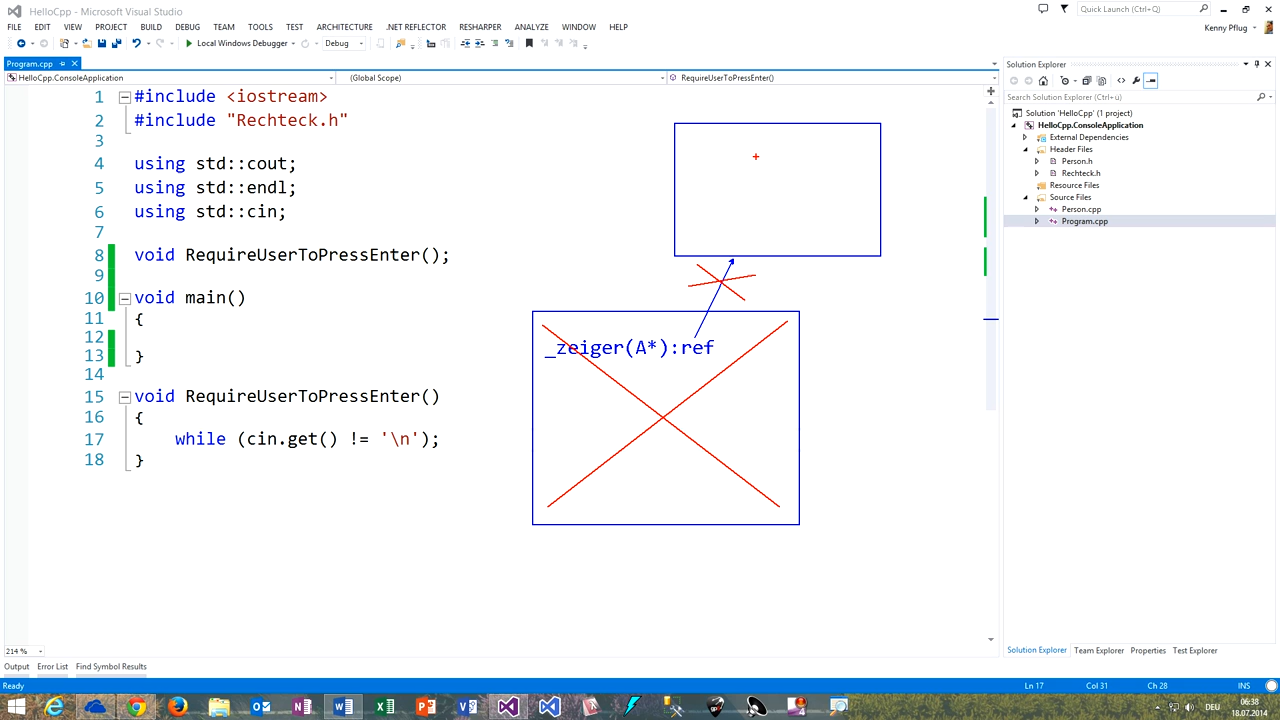 HelloCpp - Microsoft Visual Studio
Quick Launch (Ctrl+Q)
FILE EDIT VIEW PROJECT BUILD DEBUG TEAM TOOLS TEST ARCHITECTURE .NET REFLECTOR RESHARPER ANALYZE WINDOW HELP
Kenny Pflug
Local Windows Debugger Debug
Program.cpp
HelloCpp.ConsoleApplication (Global Scope) RequireUserToPressEnter()
1 #include <iostream>
2 #include "Rechteck.h"
3
4 using std::cout;
5 using std::endl;
6 using std::cin;
7
8 void RequireUserToPressEnter();
9
10 void main()
11 {
12
13 }
14
15 void RequireUserToPressEnter()
16 {
17 while (cin.get() != '\n');
18 }
_zeiger(A*):ref
214 %
Solution Explorer
Search Solution Explorer (Ctrl+ü)
Solution 'HelloCpp' (1 project)
HelloCpp.ConsoleApplication
External Dependencies
Header Files
Person.h
Rechteck.h
Resource Files
Source Files
Person.cpp
Program.cpp
Solution Explorer Team Explorer Properties Test Explorer
Output Error List Find Symbol Results
Ready Ln 17 Col 31 Ch 28 INS
DEU
06:38
18.07.2014